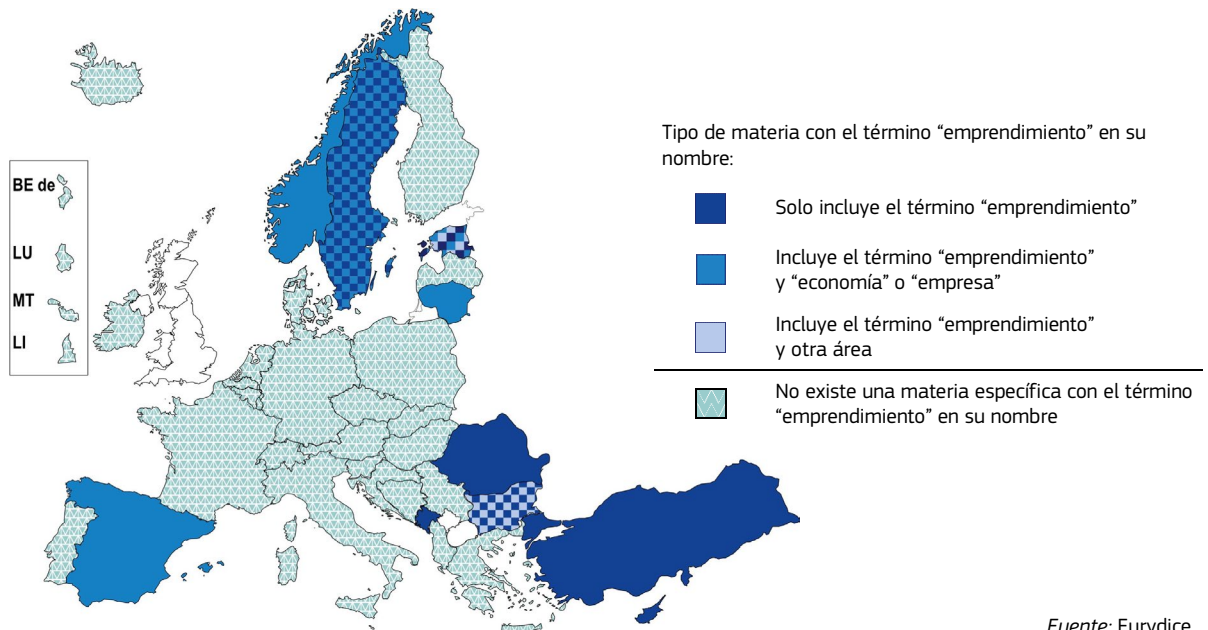 BE de
LU
MT
LI
Tipo de materia con el término “emprendimiento” en su
nombre:
Solo incluye el término “emprendimiento”
Incluye el término “emprendimiento”
y “economía” o “empresa”
Incluye el término “emprendimiento”
y otra área
No existe una materia específica con el término
“emprendimiento” en su nombre
Fuente: Eurydice.